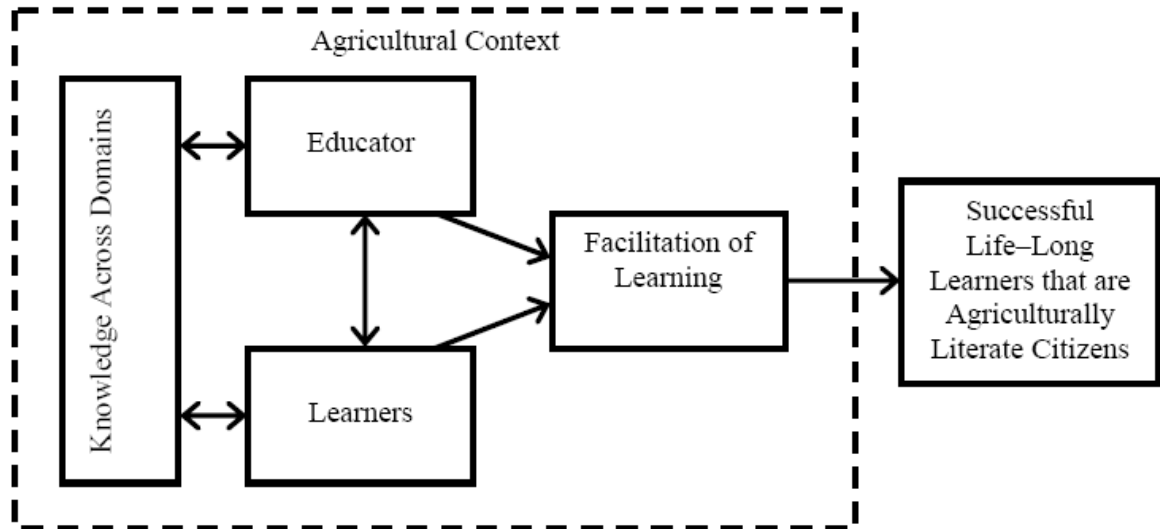 Agricultural Context
Knowledge Across Domains
Educator
Learners
Facilitation of
Learning
Successful
Life–Long
Learners that are
Agriculturally
Literate Citizens